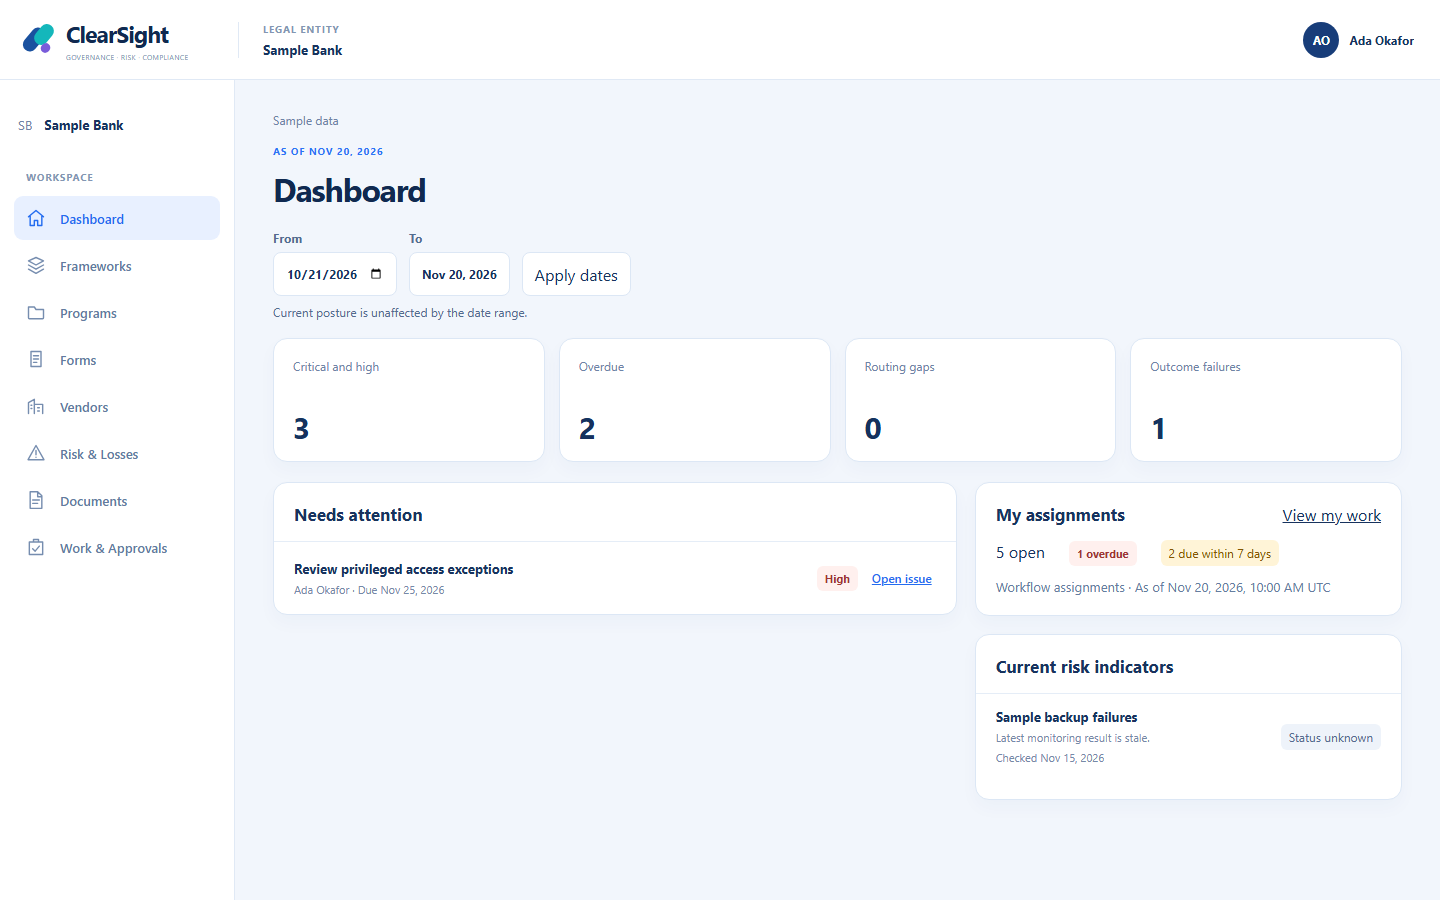 ClearSight
GOVERNANCE · RISK · COMPLIANCE
LEGAL ENTITY
Sample Bank
AO
Ada Okafor
SB Sample Bank
WORKSPACE
Dashboard
Frameworks
Programs
Forms
Vendors
Risk & Losses
Documents
Work & Approvals
Sample data
AS OF NOV 20, 2026
Dashboard
From To
10/21/2026 Nov 20, 2026 Apply dates
Current posture is unaffected by the date range.
Critical and high
3
Overdue
2
Routing gaps
0
Outcome failures
1
Needs attention
Review privileged access exceptions
Ada Okafor · Due Nov 25, 2026
High Open issue
My assignments View my work
5 open 1 overdue 2 due within 7 days
Workflow assignments · As of Nov 20, 2026, 10:00 AM UTC
Current risk indicators
Sample backup failures
Latest monitoring result is stale.
Checked Nov 15, 2026
Status unknown